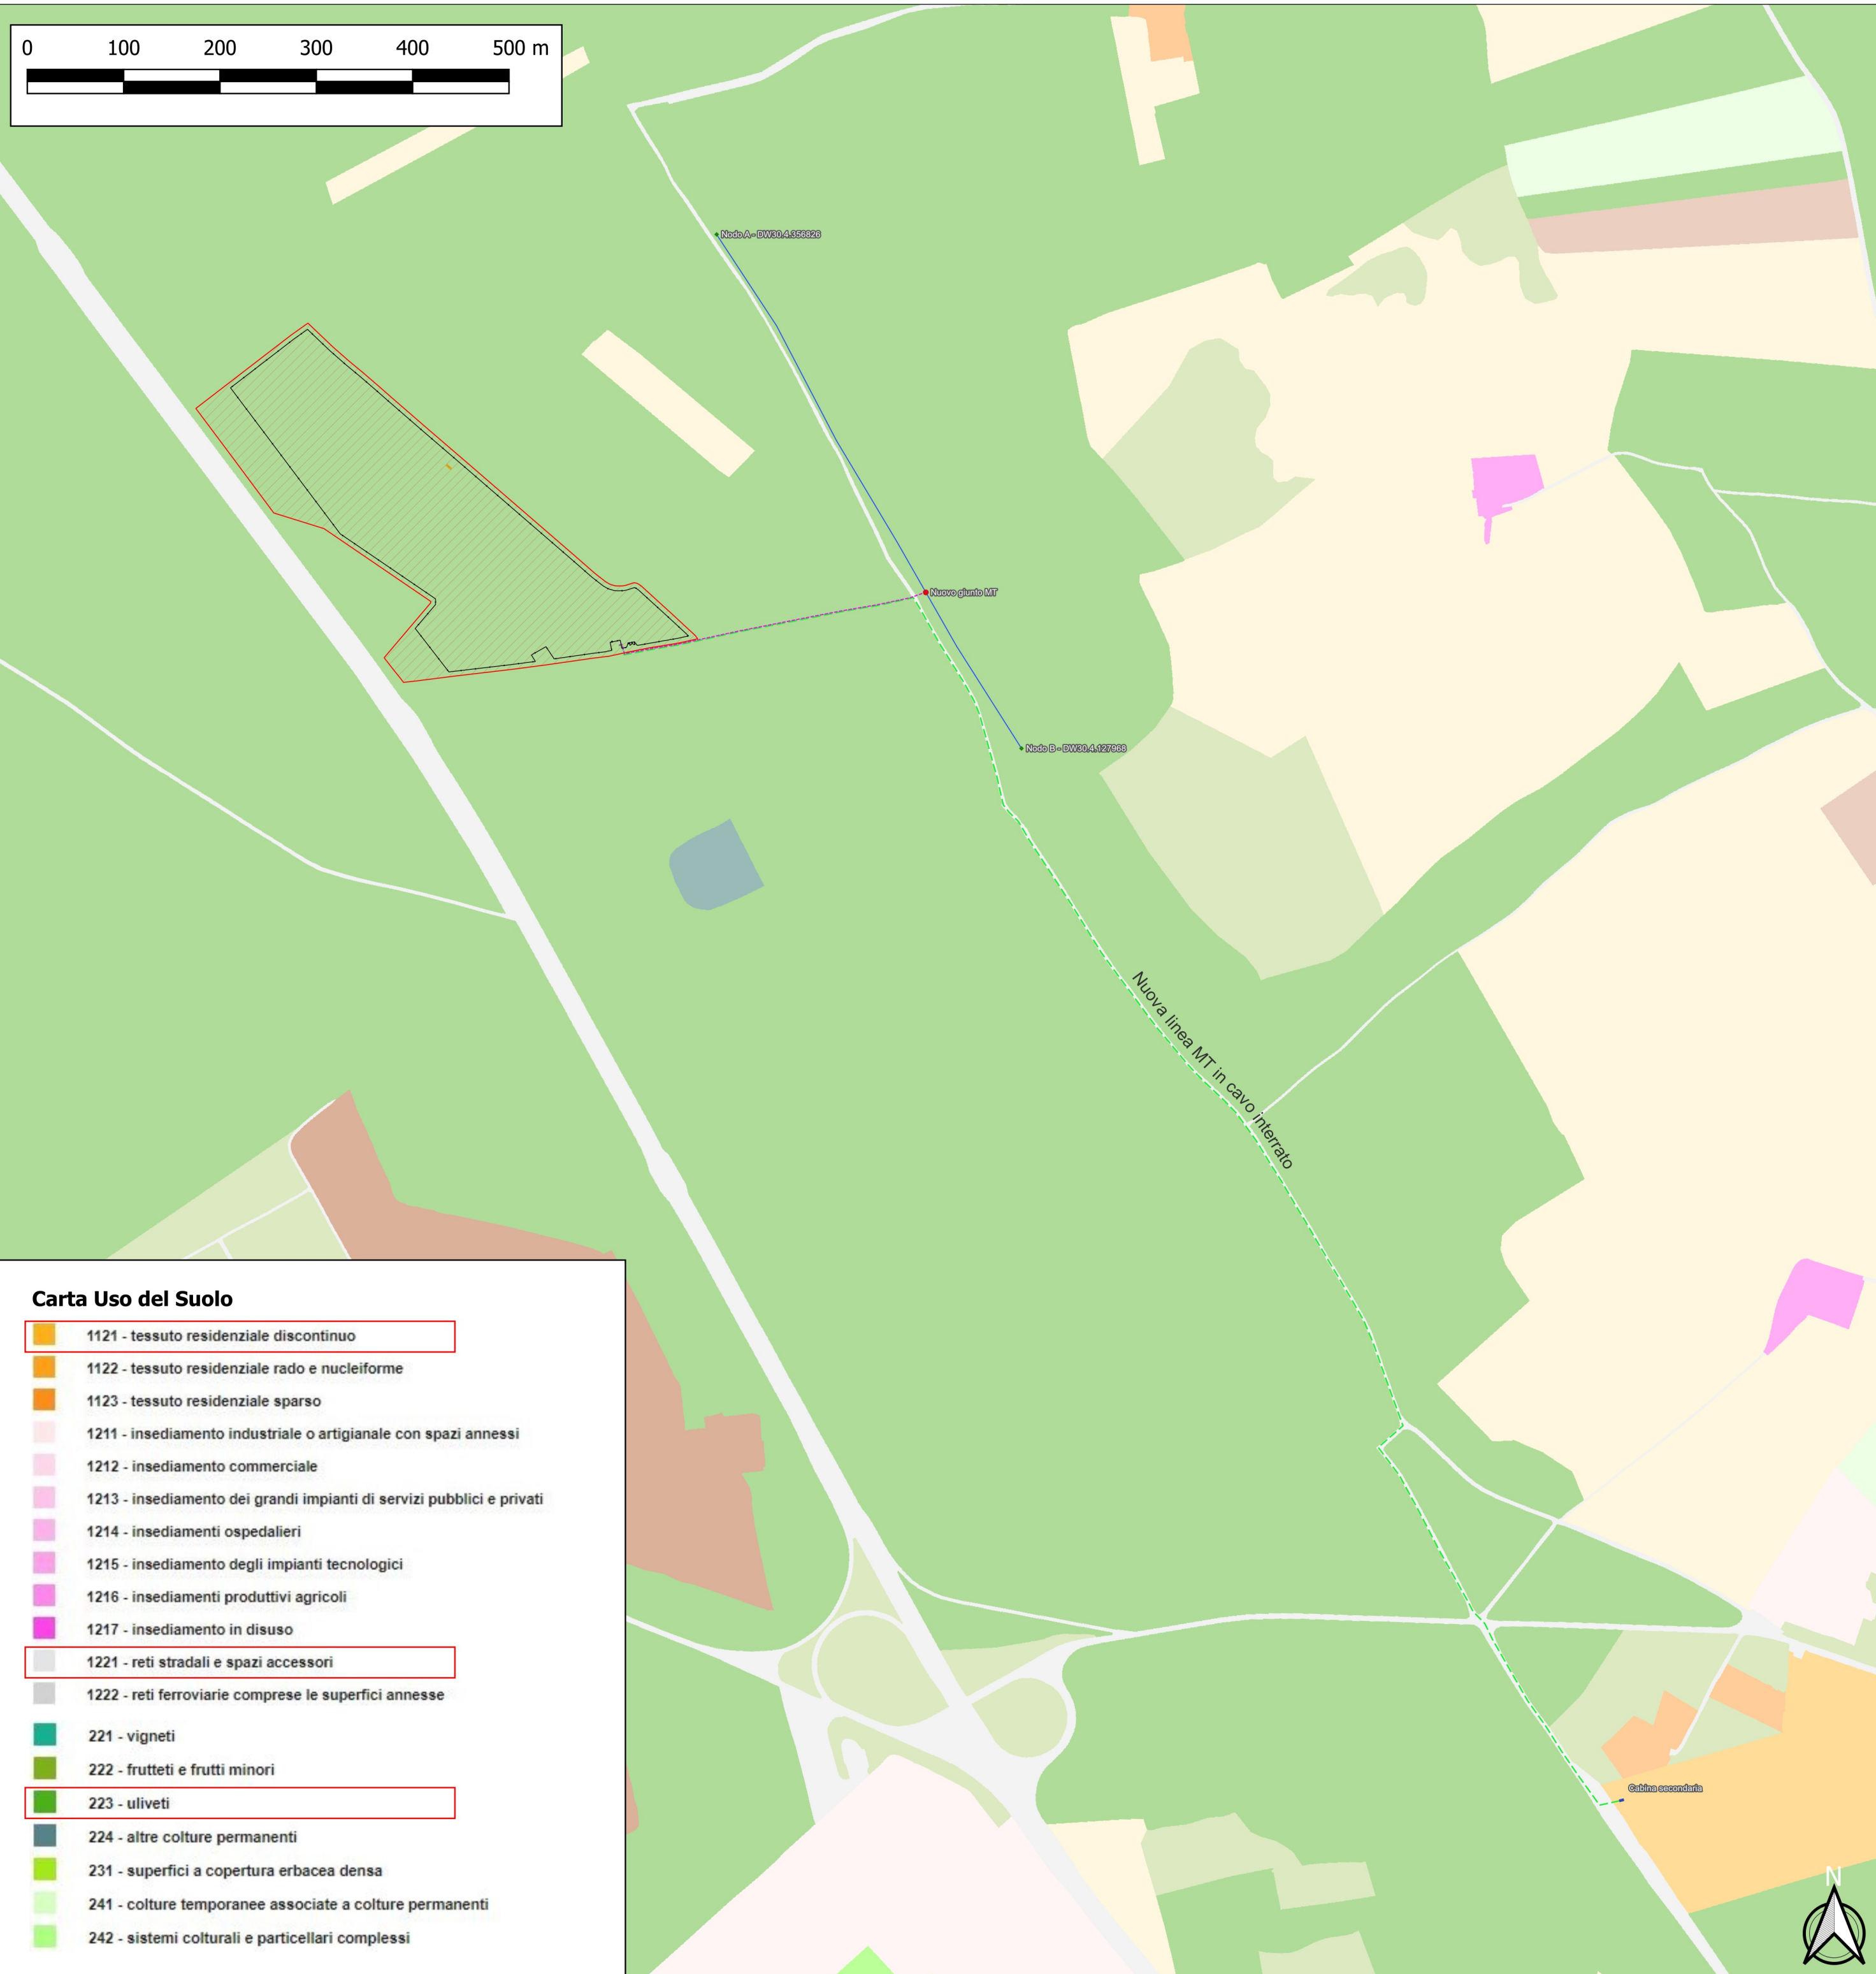 0 100 200 300 400 500 m
Nodo A - DW30.4.356826
Nuovo giunto MT
Nodo B - DW30.4.127968
Nuova linea MT in cavo interrato
Cabina secondaria
N
Carta Uso del Suolo
1121 - tessuto residenziale discontinuo
1122 - tessuto residenziale rado e nucleiforme
1123 - tessuto residenziale sparso
1211 - insediamento industriale o artigianale con spazi annessi
1212 - insediamento commerciale
1213 - insediamento dei grandi impianti di servizi pubblici e privati
1214 - insediamenti ospedalieri
1215 - insediamento degli impianti tecnologici
1216 - insediamenti produttivi agricoli
1217 - insediamento in disuso
1221 - reti stradali e spazi accessori
1222 - reti ferroviarie comprese le superfici annesse
221 - vigneti
222 - frutteti e frutti minori
223 - uliveti
224 - altre colture permanenti
231 - superfici a copertura erbacea densa
241 - colture temporanee associate a colture permanenti
242 - sistemi colturali e particellari complessi